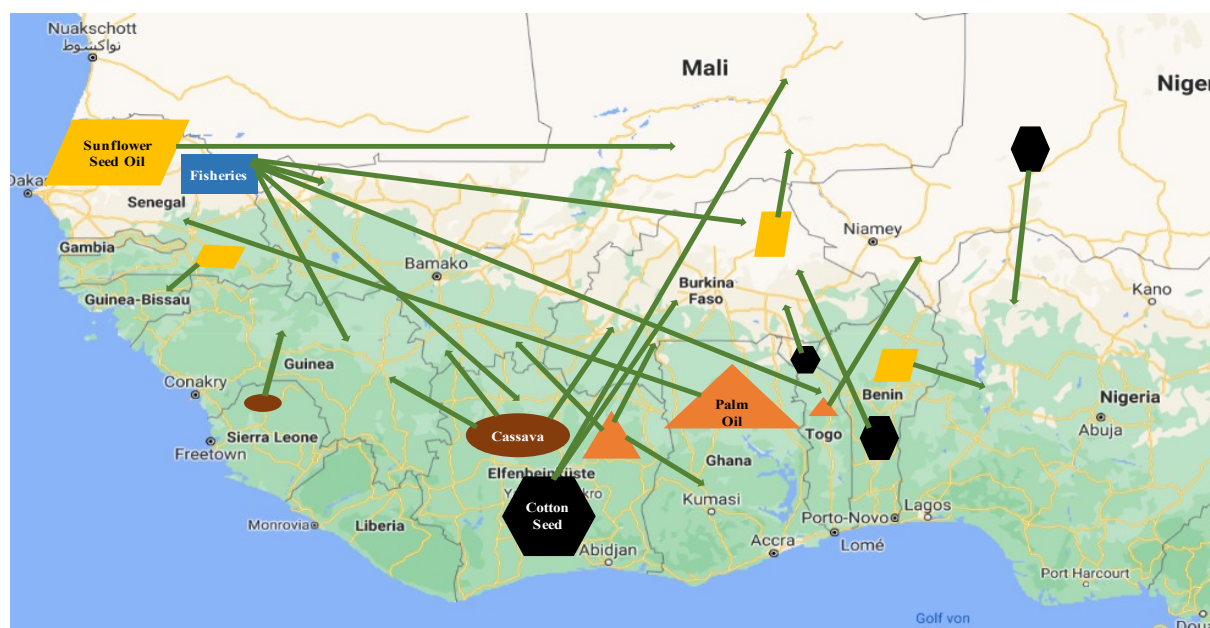 Nuakschott
نواكشوط
Mali
Niger
Sunflower
Seed Oil
Fisheries
Dakar
Senegal
Gambia
Niamey
Bamako
Burkina
Faso
Kano
Guinea-Bissau
Guinea
Conakry
Benin
Nigeria
Palm
Oil
Abuja
Sierra Leone
Freetown
Cassava
Togo
Elfenbeinküste
Ghana
Kumasi
Cotton
Seed
Lagos
Porto-Novo
Monrovia
Liberia
Abidjan
Accra
Lomé
Port Harcourt
Golf von